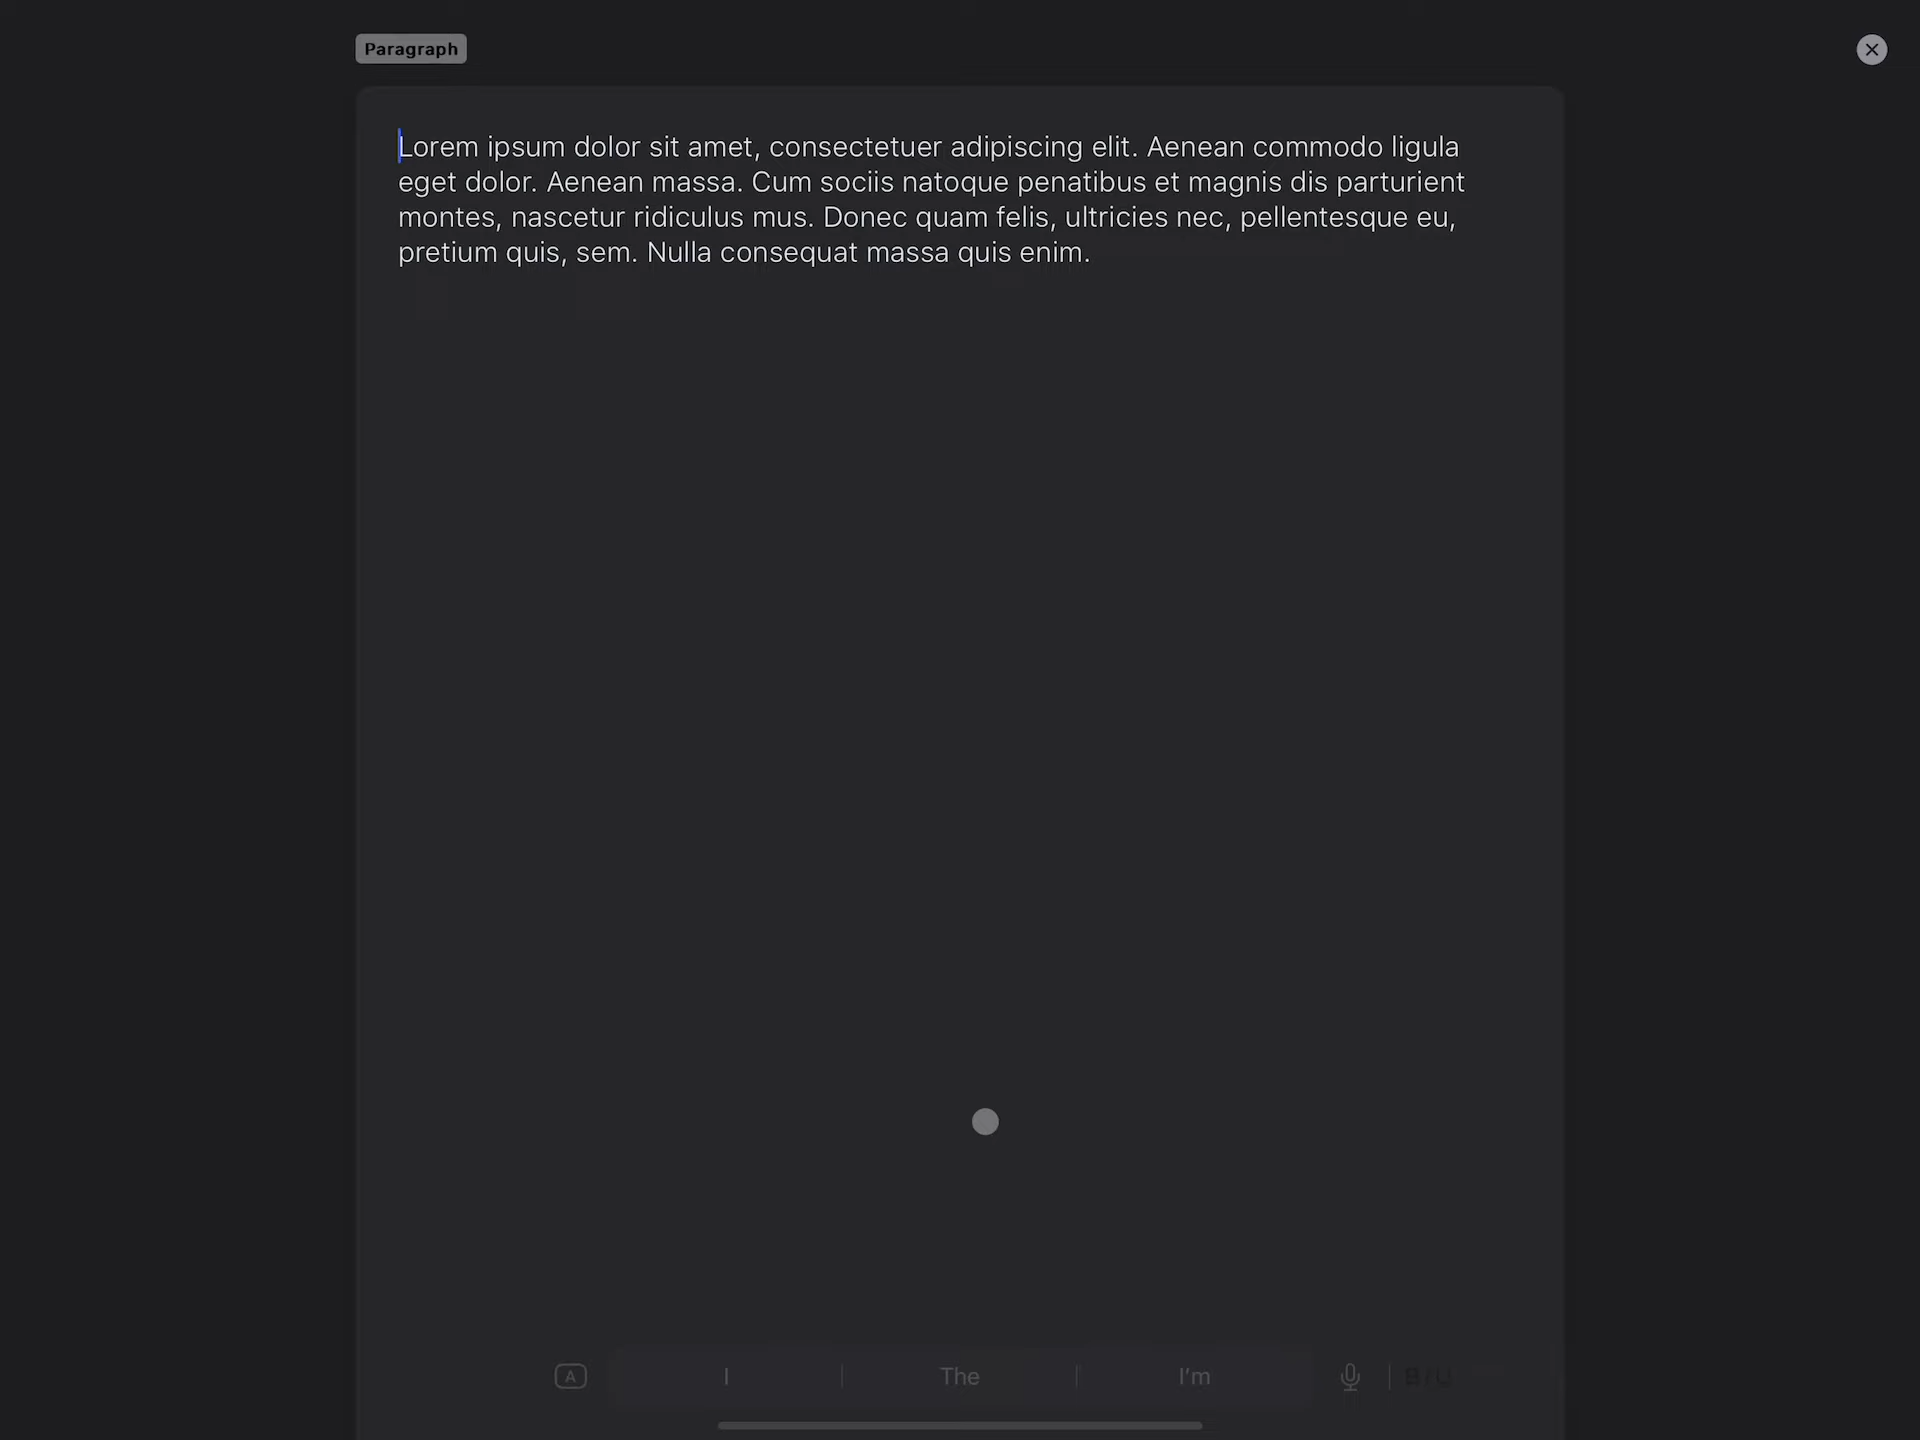 Paragraph
Lorem ipsum dolor sit amet, consectetuer adipiscing elit. Aenean commodo ligula
eget dolor. Aenean massa. Cum sociis natoque penatibus et magnis dis parturient
montes, nascetur ridiculus mus. Donec quam felis, ultricies nec, pellentesque eu,
pretium quis, sem. Nulla consequat massa quis enim.
A I The I'm BIU